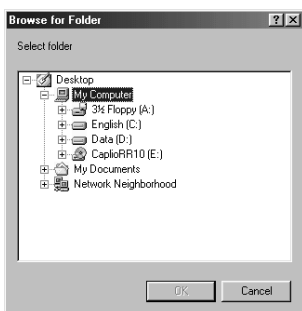 Browse for Folder
Select folder
Desktop
My Computer
3½ Floppy (A:)
English (C:)
Data (D:)
CaplioRR10 (E:)
My Documents
Network Neighborhood
OK
Cancel